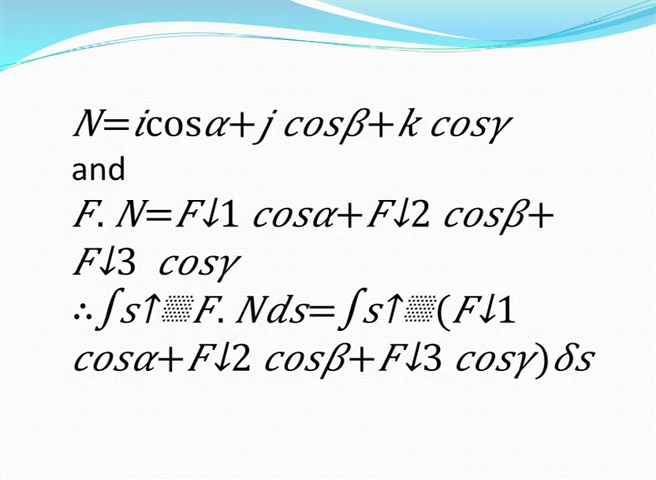 N=icosα+j cosβ+k cosγ
and
F. N=F↓1 cosα+F↓2 cosβ+
F↓3 cosγ
∴∫s↑▒F. Nds=∫s↑▒(F↓1
cosα+F↓2 cosβ+F↓3 cosγ)δs